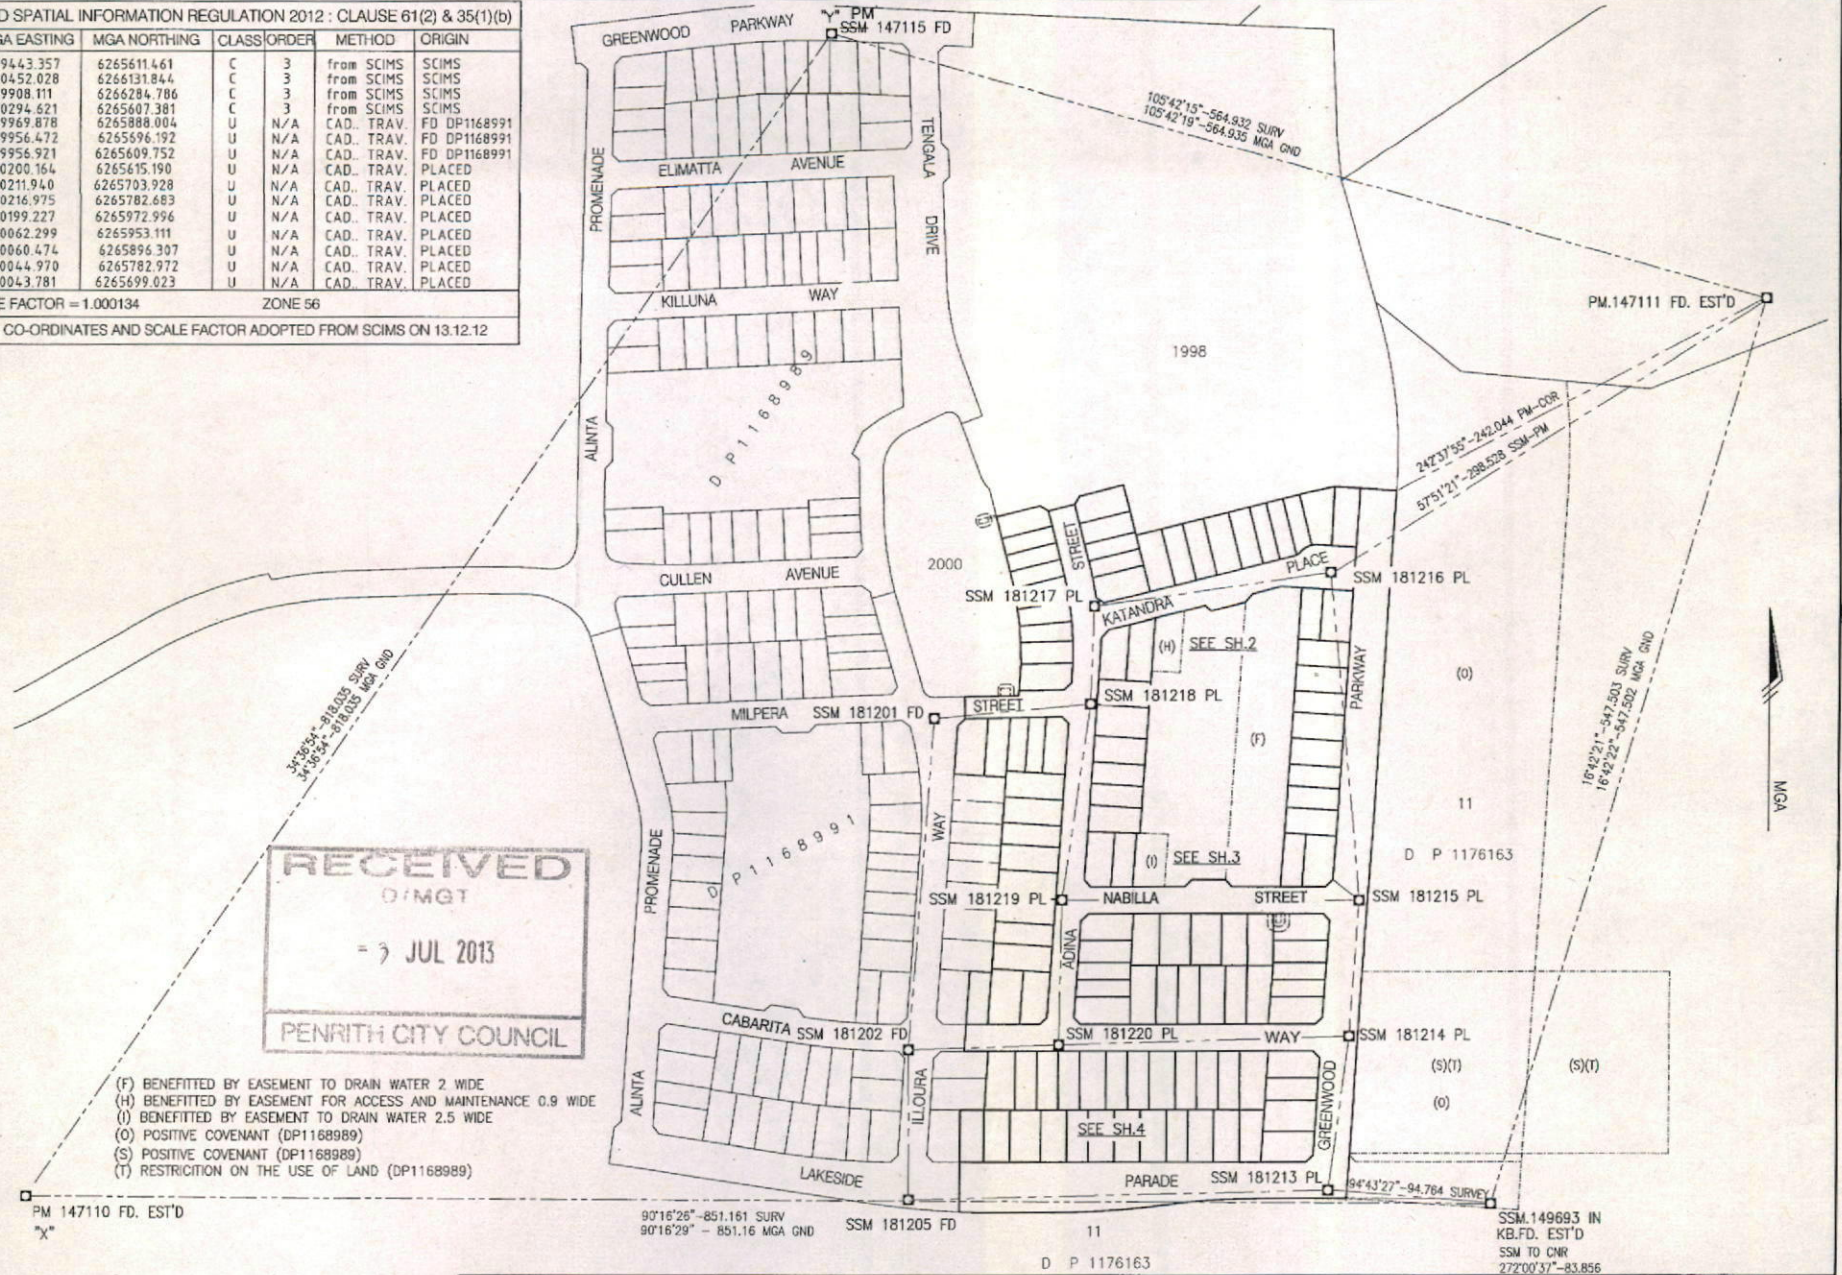 D SPATIAL INFORMATION REGULATION 2012 : CLAUSE 61(2) & 35(1)(b)
GA EASTING MGA NORTHING CLASS ORDER METHOD ORIGIN
9443.357 6265611.461 C 3 from SCIMS SCIMS
0452.028 6266131.844 C 3 from SCIMS SCIMS
9908.111 6266284.786 C 3 from SCIMS SCIMS
0294.621 6265607.381 C 3 from SCIMS SCIMS
9969.878 6265888.004 U N/A CAD.. TRAV. FD DP1168991
9956.472 6265696.192 U N/A CAD.. TRAV. FD DP1168991
9956.921 6265609.752 U N/A CAD.. TRAV. FD DP1168991
0200.164 6265615.190 U N/A CAD.. TRAV. PLACED
0211.940 6265703.928 U N/A CAD.. TRAV. PLACED
0216.975 6265782.683 U N/A CAD.. TRAV. PLACED
0199.227 6265972.996 U N/A CAD.. TRAV. PLACED
0062.299 6265953.111 U N/A CAD.. TRAV. PLACED
0060.474 6265896.307 U N/A CAD.. TRAV. PLACED
0044.970 6265782.972 U N/A CAD.. TRAV. PLACED
0043.781 6265699.023 U N/A CAD.. TRAV. PLACED
E FACTOR = 1.000134 ZONE 56
CO-ORDINATES AND SCALE FACTOR ADOPTED FROM SCIMS ON 13.12.12
GREENWOOD PARKWAY
"Y" PM
SSM 147115 FD
105°42'15"-564.932 SURV
105°42'19"-564.935 MGA GND
TENGALA DRIVE
PROMENADE
ELIMATTA AVENUE
KILLUNA WAY
PM.147111 FD. EST'D
1998
D P 1168989
ALINTA
242°37'55"-242.044 PM-COR
57°51'21"-298.528 SSM-PM
CULLEN AVENUE
2000
(E)
STREET
PLACE
SSM 181216 PL
SSM 181217 PL
KATANDRA
(H) SEE SH.2
34°36'54"-818.035 SURV
34°36'54"-818.035 MGA GND
16°42'21"-547.503 SURV
16°42'22"-547.502 MGA GND
(O)
PARKWAY
SSM 181218 PL
MILPERA SSM 181201 FD
STREET
(F)
MGA
11
D P 1176163
WAY
D P 1168991
PROMENADE
(I) SEE SH.3
SSM 181219 PL
NABILLA STREET
SSM 181215 PL
ADINA
RECEIVED
D/MGT
JUL 2013
PENRITH CITY COUNCIL
CABARITA
SSM 181202 FD
SSM 181220 PL
WAY
SSM 181214 PL
(S)(T)
(S)(T)
(O)
ALINTA
ILLOURA
GREENWOOD
SEE SH.4
(F) BENEFITTED BY EASEMENT TO DRAIN WATER 2 WIDE
(H) BENEFITTED BY EASEMENT FOR ACCESS AND MAINTENANCE 0.9 WIDE
(I) BENEFITTED BY EASEMENT TO DRAIN WATER 2.5 WIDE
(O) POSITIVE COVENANT (DP1168989)
(S) POSITIVE COVENANT (DP1168989)
(T) RESTRICITION ON THE USE OF LAND (DP1168989)
LAKESIDE PARADE
SSM 181213 PL
94°43'27"-94.764 SURVEY
PM 147110 FD. EST'D
"X"
90°16'26"-851.161 SURV
90°16'29" - 851.16 MGA GND
SSM 181205 FD
11
D P 1176163
SSM.149693 IN
KB.FD. EST'D
SSM TO CNR
272°00'37"-83.856